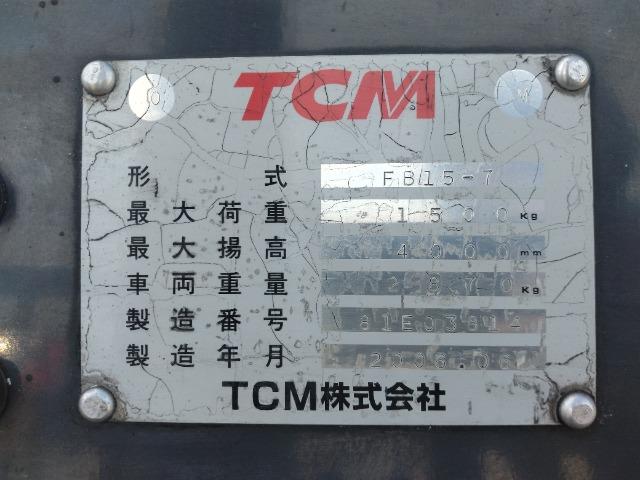 TCM
形式 FB15-7
最大荷重 1500 Kg
最大揚高 4000 mm
車両重量 2870 Kg
製造番号
製造年月 2006.06
TCM株式会社